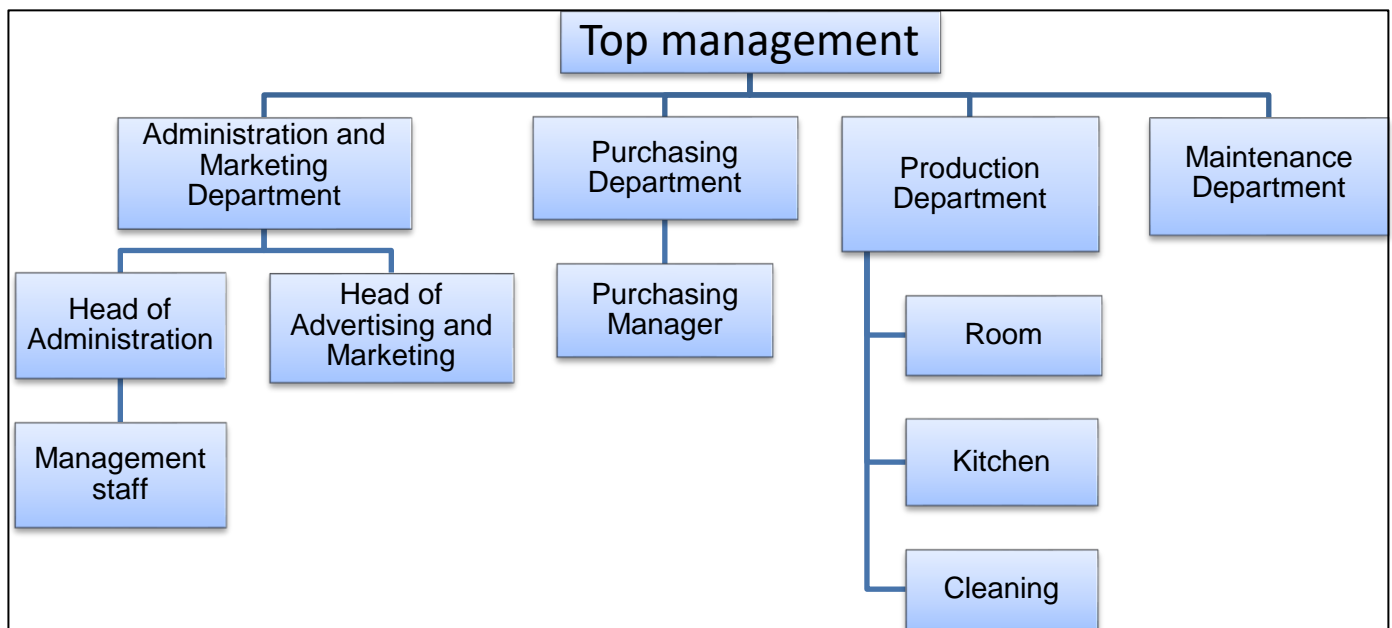 Top management
Administration and
Marketing
Department
Purchasing
Department
Production
Department
Maintenance
Department
Head of
Administration
Head of
Advertising and
Marketing
Purchasing
Manager
Room
Management
staff
Kitchen
Cleaning